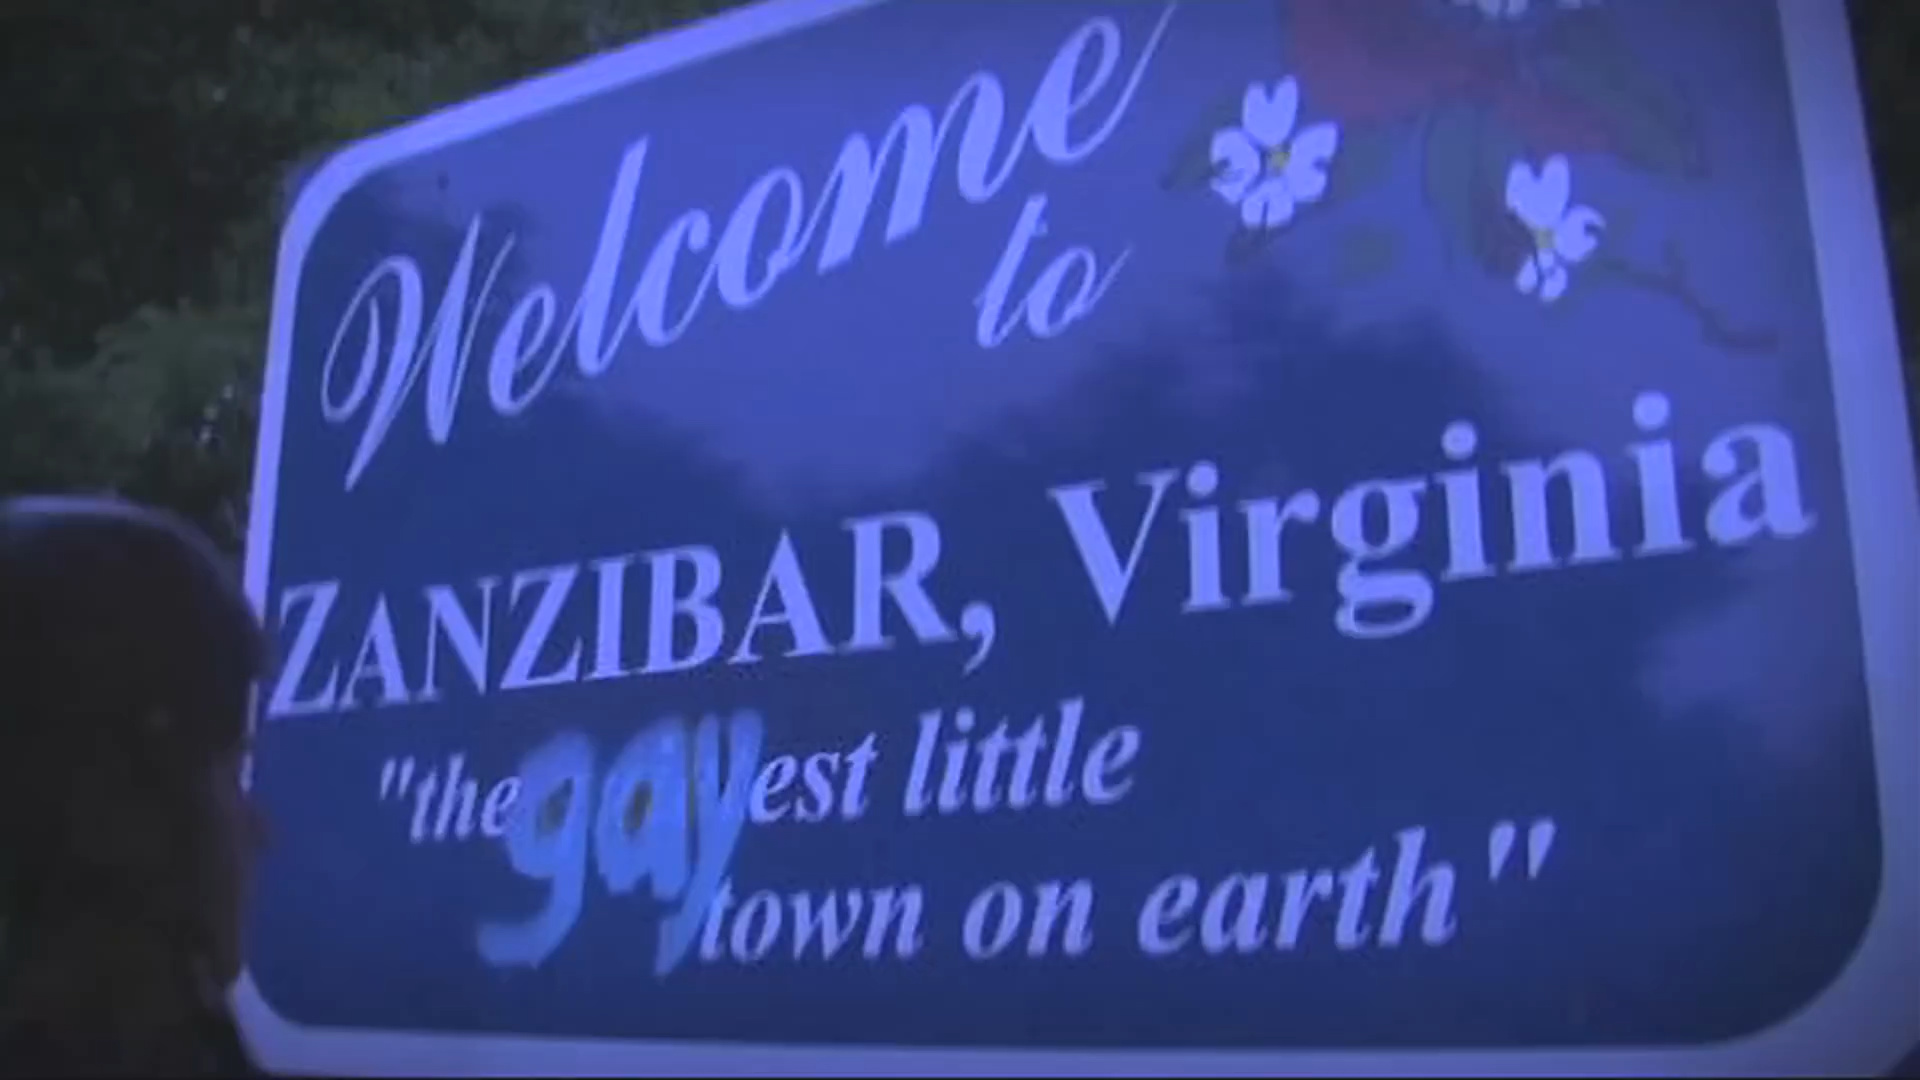 Welcome
to
ZANZIBAR, Virginia
"the gayest little
town on earth"